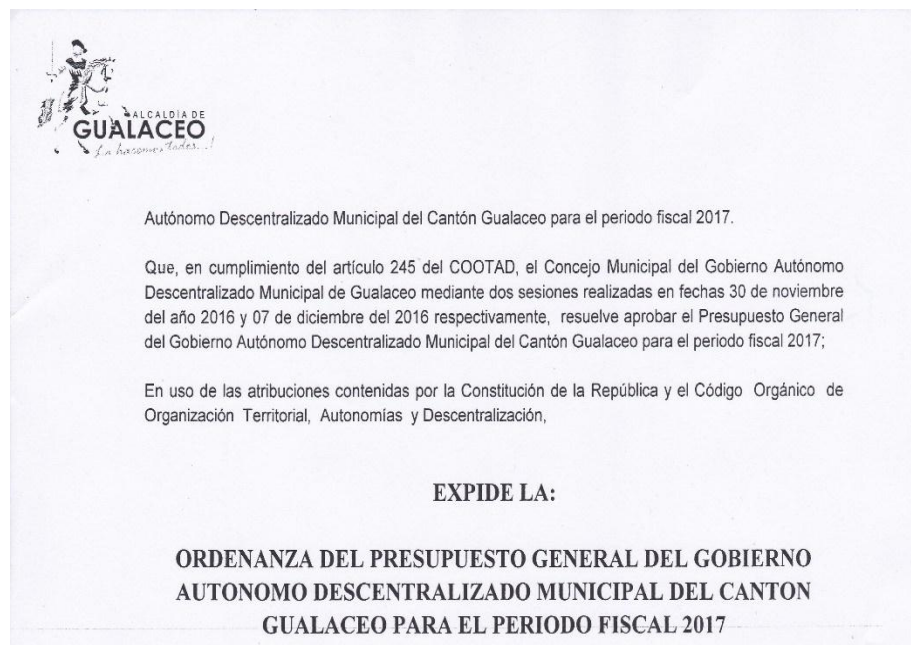 ALCALDÍA DE
GUALACEO
La hacemos Todos...!
Autónomo Descentralizado Municipal del Cantón Gualaceo para el periodo fiscal 2017.
Que, en cumplimiento del artículo 245 del COOTAD, el Concejo Municipal del Gobierno Autónomo
Descentralizado Municipal de Gualaceo mediante dos sesiones realizadas en fechas 30 de noviembre
del año 2016 y 07 de diciembre del 2016 respectivamente, resuelve aprobar el Presupuesto General
del Gobierno Autónomo Descentralizado Municipal del Cantón Gualaceo para el periodo fiscal 2017;
En uso de las atribuciones contenidas por la Constitución de la República y el Código Orgánico de
Organización Territorial, Autonomías y Descentralización,
EXPIDE LA:
ORDENANZA DEL PRESUPUESTO GENERAL DEL GOBIERNO
AUTONOMO DESCENTRALIZADO MUNICIPAL DEL CANTON
GUALACEO PARA EL PERIODO FISCAL 2017